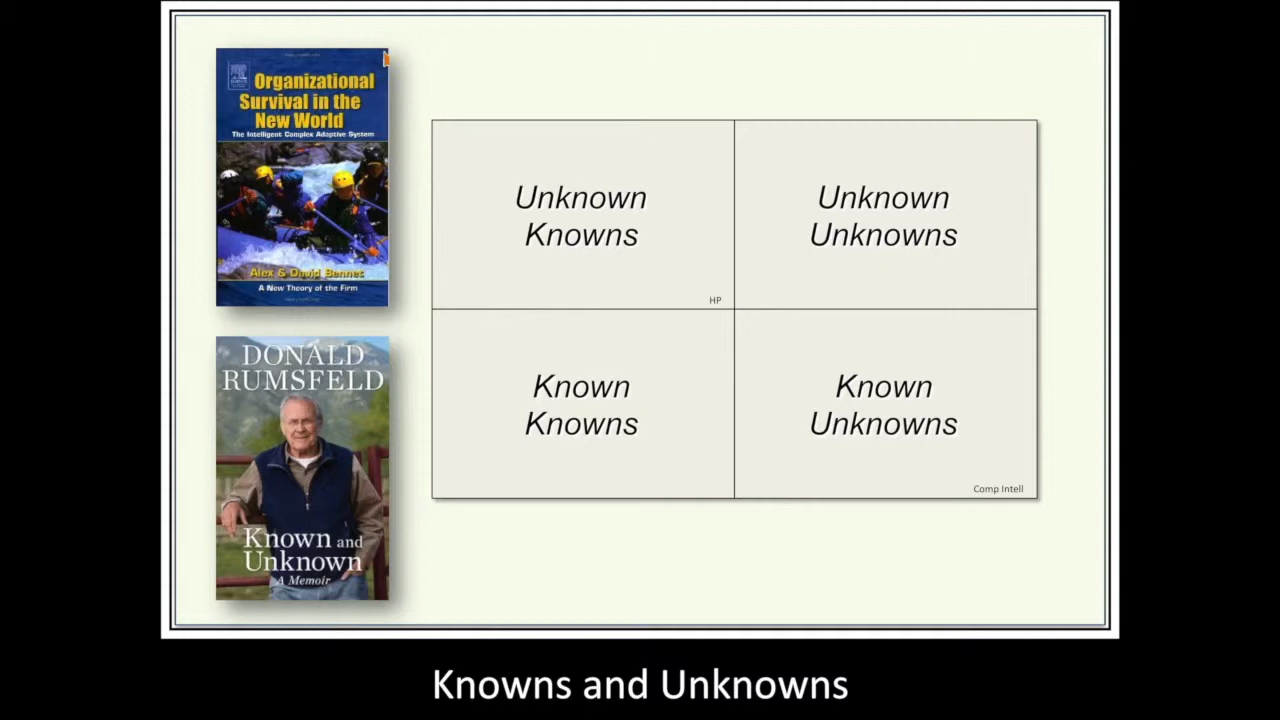 Organizational
Survival in the
New World
The Intelligent Complex Adaptive System
Alex & David Bennet
A New Theory of the Firm
DONALD
RUMSFELD
Known and
Unknown
A Memoir
Unknown
Knowns
HP
Unknown
Unknowns
Known
Knowns
Known
Unknowns
Comp Intell
Knowns and Unknowns